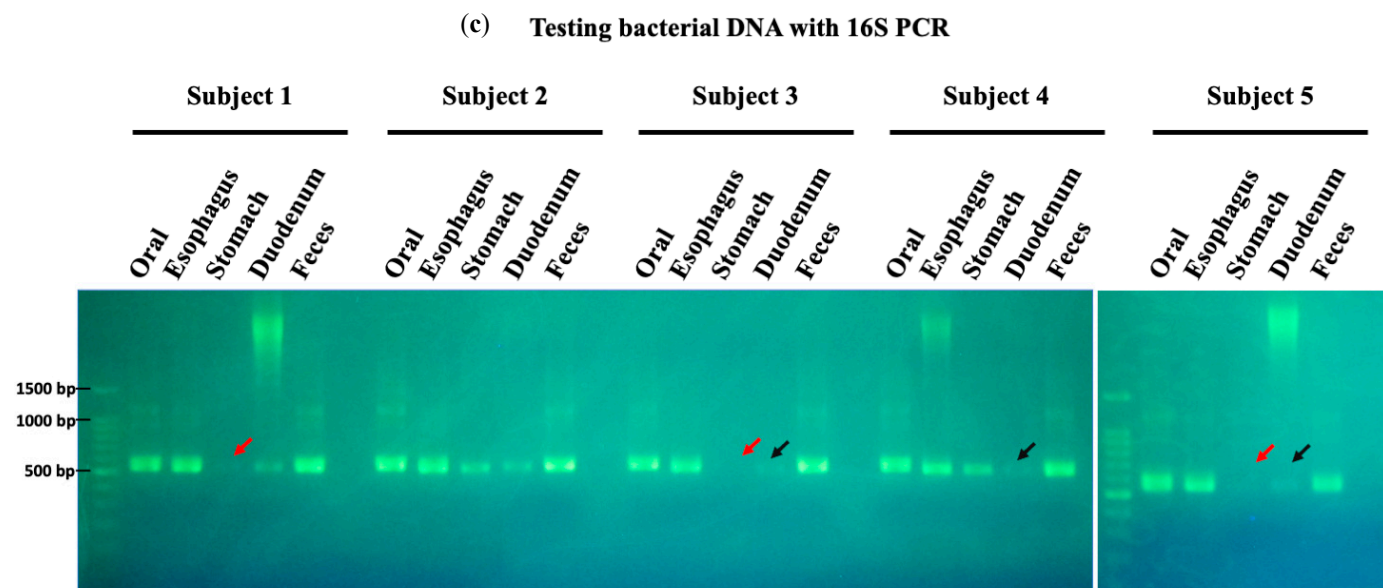 (c) Testing bacterial DNA with 16S PCR
Subject 1 Subject 2 Subject 3 Subject 4 Subject 5
Oral Esophagus Stomach Duodenum Feces Oral Esophagus Stomach Duodenum Feces Oral Esophagus Stomach Duodenum Feces Oral Esophagus Stomach Duodenum Feces Oral Esophagus Stomach Duodenum Feces
1500 bp
1000 bp
500 bp